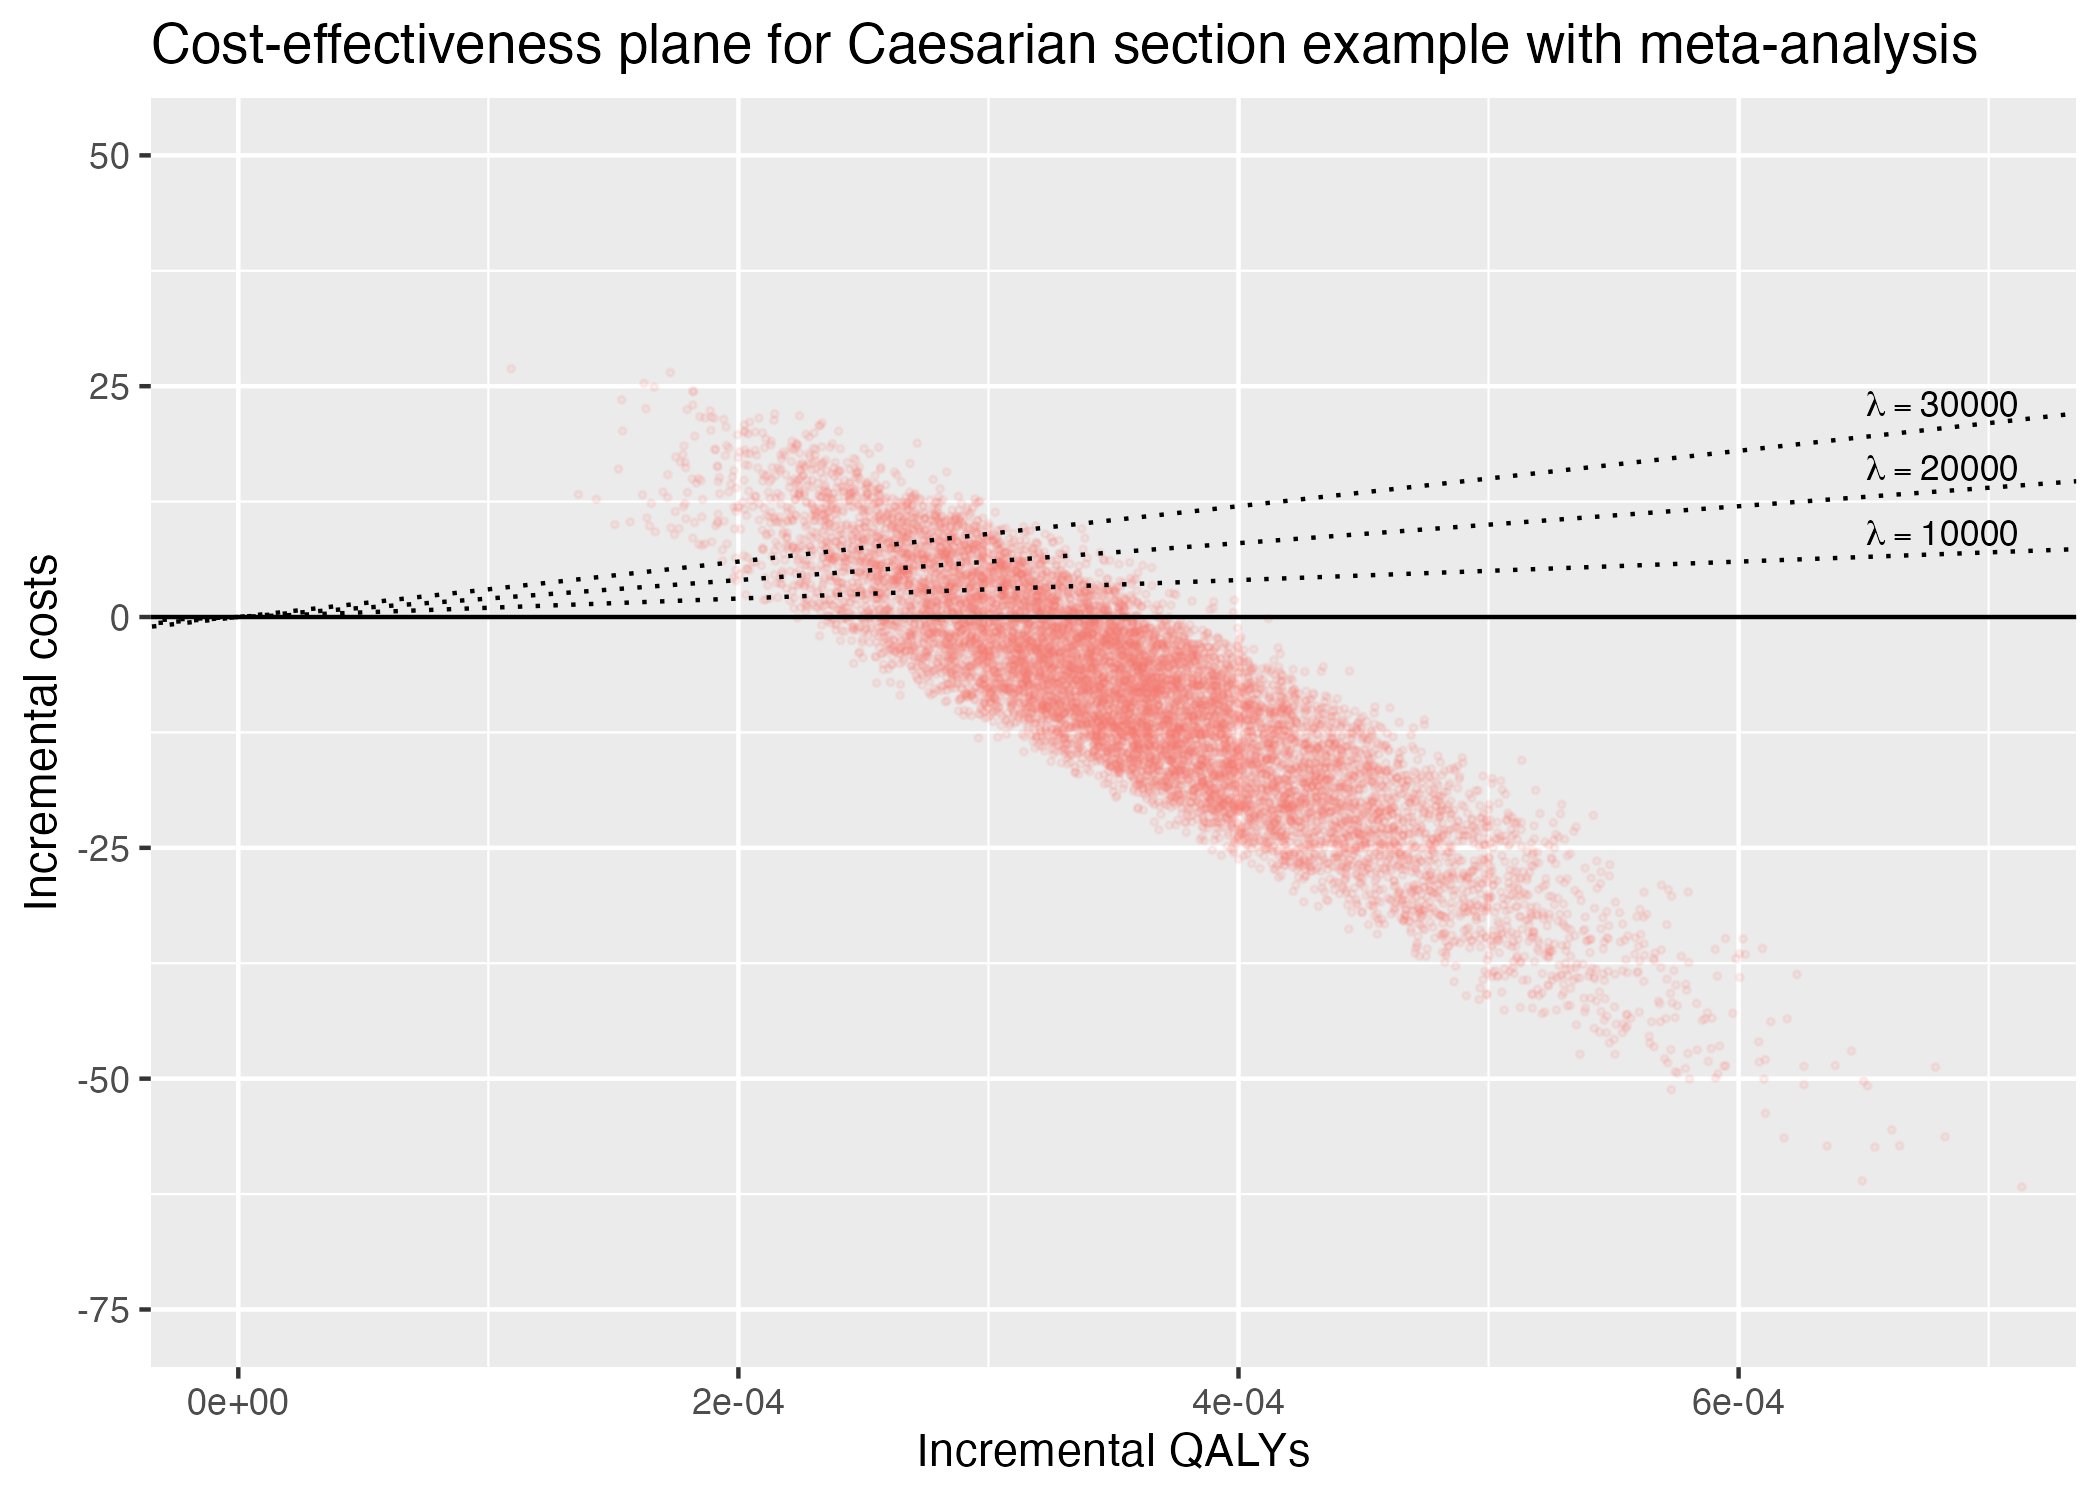 Cost-effectiveness plane for Caesarian section example with meta-analysis
50
25
0
-25
-50
-75
Incremental costs
λ = 30000
λ = 20000
λ = 10000
0e+00
2e-04
4e-04
6e-04
Incremental QALYs